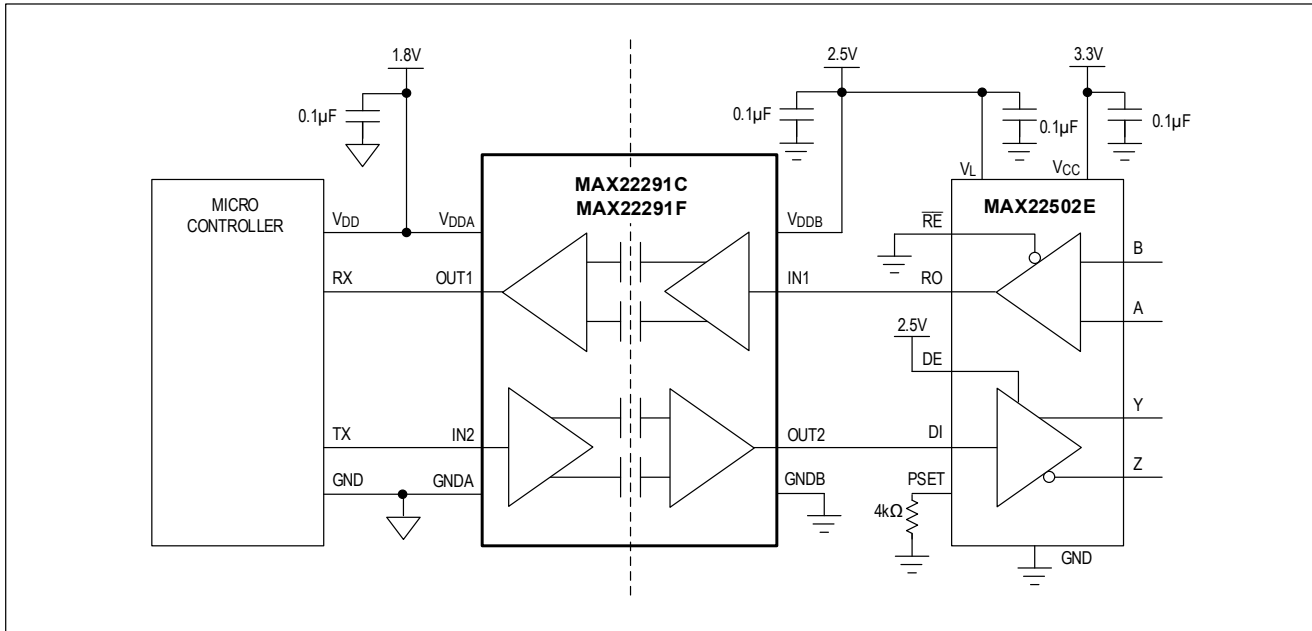 1.8V
2.5V
3.3V
0.1µF
0.1µF
0.1µF
0.1µF
VL
VCC
MICRO
CONTROLLER
MAX22291C
MAX22291F
MAX22502E
VDD
VDDA
VDDB
RE
B
RX
OUT1
IN1
RO
A
2.5V
DE
Y
TX
IN2
OUT2
DI
Z
GND
GNDA
GNDB
PSET
4kΩ
GND